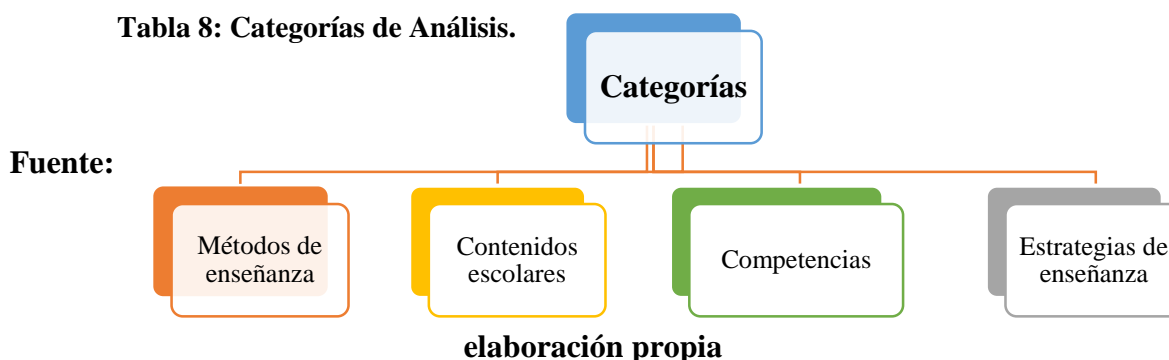 Tabla 8: Categorías de Análisis.
Categorías
Fuente:
Métodos de
enseñanza
Contenidos
escolares
Competencias
Estrategias de
enseñanza
elaboración propia